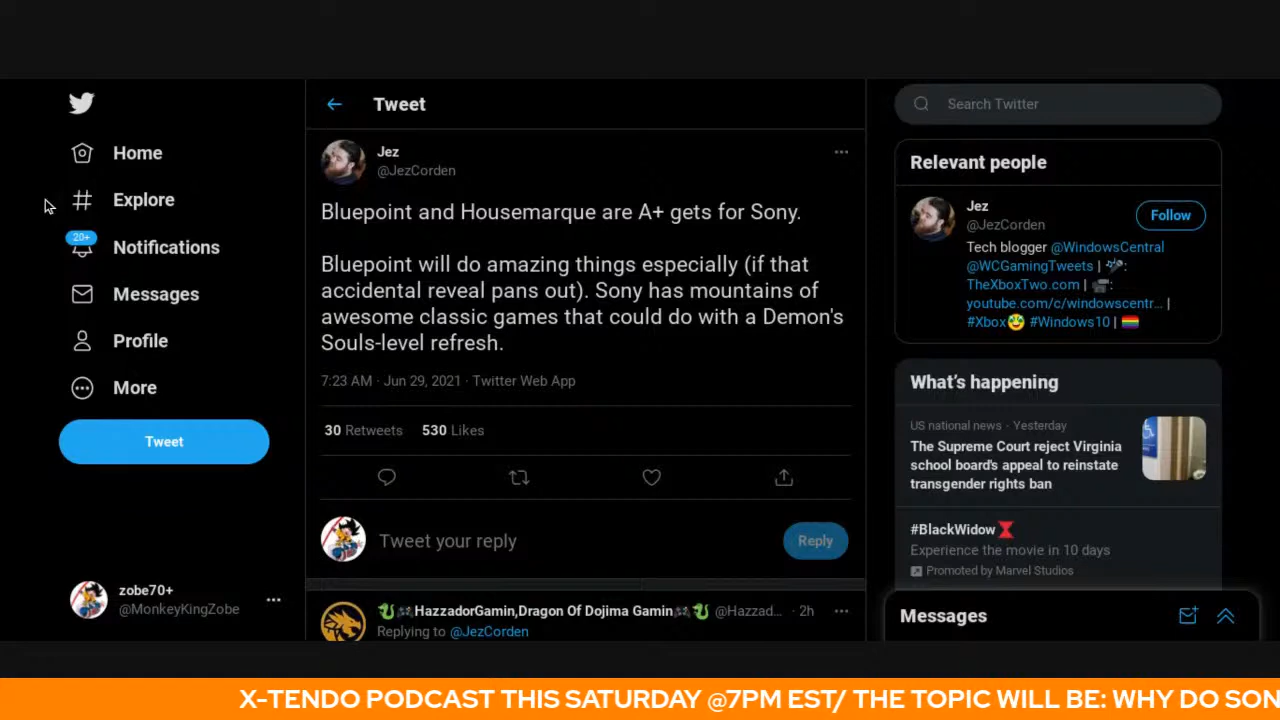 Home
Explore
20+
Notifications
Messages
Profile
More
Tweet
zobe70+
@MonkeyKingZobe
Tweet
Jez
@JezCorden
Bluepoint and Housemarque are A+ gets for Sony.
Bluepoint will do amazing things especially (if that
accidental reveal pans out). Sony has mountains of
awesome classic games that could do with a Demon's
Souls-level refresh.
7:23 AM · Jun 29, 2021 · Twitter Web App
30 Retweets 530 Likes
Tweet your reply
Reply
HazzadorGamin,Dragon Of Dojima Gamin @Hazzad... · 2h
Replying to @JezCorden
Search Twitter
Relevant people
Jez
@JezCorden
Follow
Tech blogger @WindowsCentral
@WCGamingTweets | :
TheXboxTwo.com | :
youtube.com/c/windowscentr... |
#Xbox #Windows10 |
What's happening
US national news · Yesterday
The Supreme Court reject Virginia
school board's appeal to reinstate
transgender rights ban
#BlackWidow
Experience the movie in 10 days
Promoted by Marvel Studios
Messages
X-TENDO PODCAST THIS SATURDAY @7PM EST/ THE TOPIC WILL BE: WHY DO SON